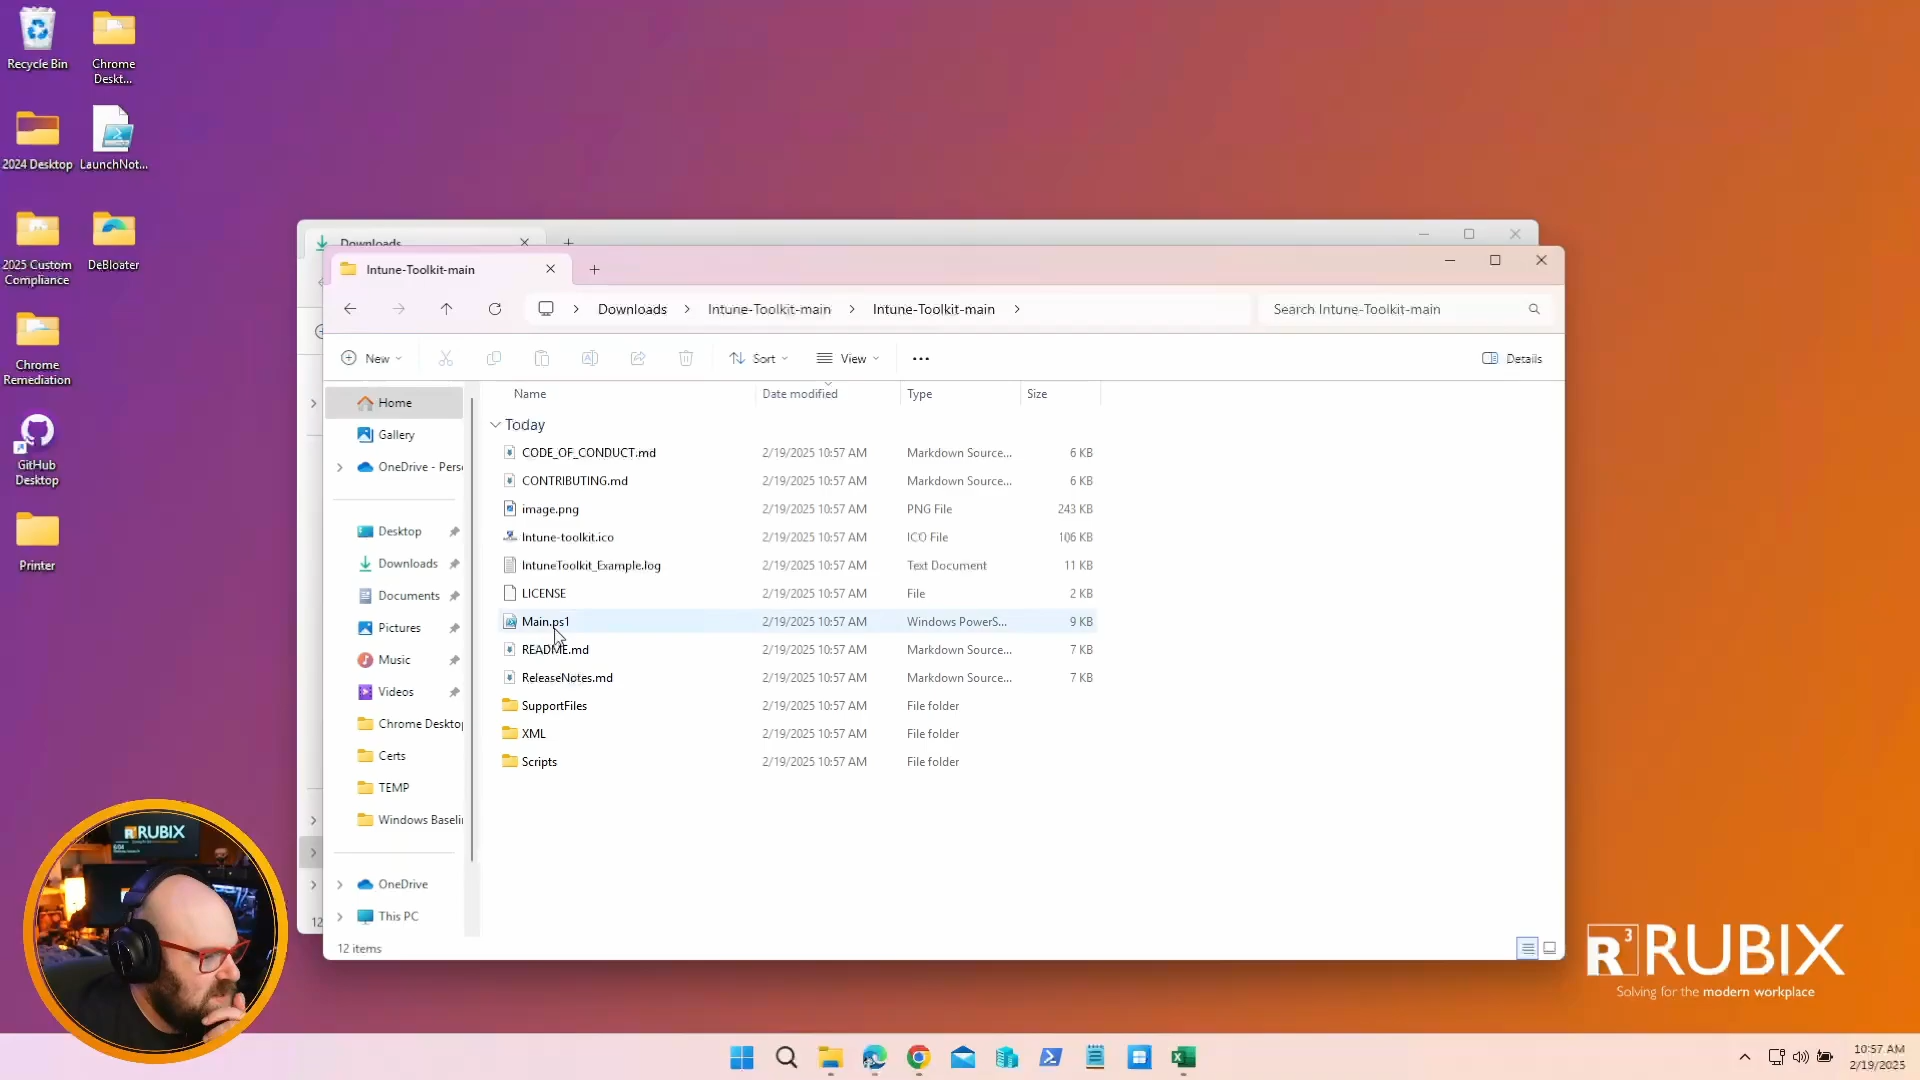 Recycle Bin
Chrome
Deskt...
2024 Desktop
LaunchNot...
2025 Custom
Compliance
DeBloater
Chrome
Remediation
GitHub
Desktop
Printer
Downloads
Intune-Toolkit-main
Downloads > Intune-Toolkit-main > Intune-Toolkit-main >
Search Intune-Toolkit-main
New
Sort
View
Details
Home
Gallery
OneDrive - Perso
Desktop
Downloads
Documents
Pictures
Music
Videos
Chrome Desktop
Certs
TEMP
Windows Baselin
OneDrive
This PC
Name Date modified Type Size
Today
CODE_OF_CONDUCT.md 2/19/2025 10:57 AM Markdown Source... 6 KB
CONTRIBUTING.md 2/19/2025 10:57 AM Markdown Source... 6 KB
image.png 2/19/2025 10:57 AM PNG File 243 KB
Intune-toolkit.ico 2/19/2025 10:57 AM ICO File 106 KB
IntuneToolkit_Example.log 2/19/2025 10:57 AM Text Document 11 KB
LICENSE 2/19/2025 10:57 AM File 2 KB
Main.ps1 2/19/2025 10:57 AM Windows PowerS... 9 KB
README.md 2/19/2025 10:57 AM Markdown Source... 7 KB
ReleaseNotes.md 2/19/2025 10:57 AM Markdown Source... 7 KB
SupportFiles 2/19/2025 10:57 AM File folder
XML 2/19/2025 10:57 AM File folder
Scripts 2/19/2025 10:57 AM File folder
12
12 items
R3 RUBIX
R3 RUBIX
Solving for the modern workplace
10:57 AM
2/19/2025